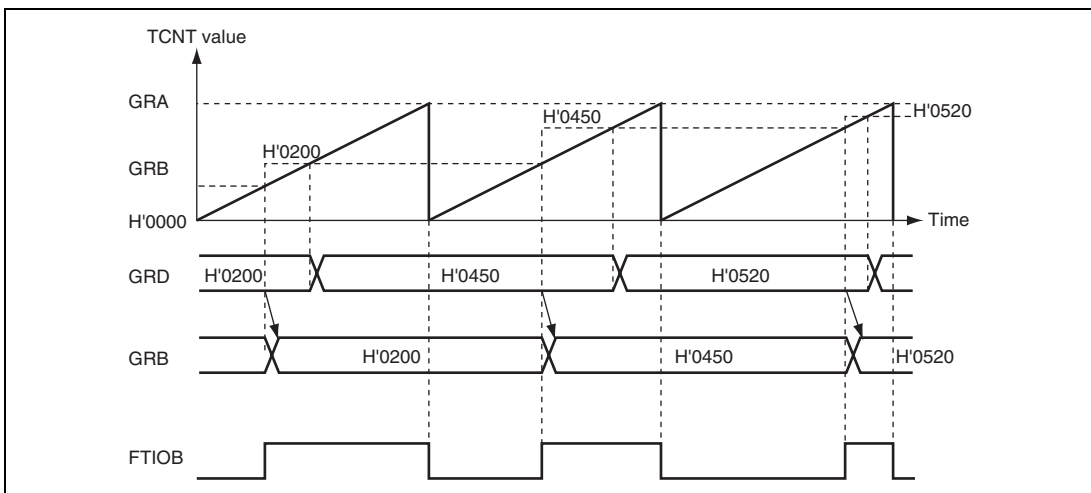 TCNT value
GRA
H'0520
H'0450
H'0200
GRB
H'0000
Time
GRD
H'0200
H'0450
H'0520
GRB
H'0200
H'0450
H'0520
FTIOB